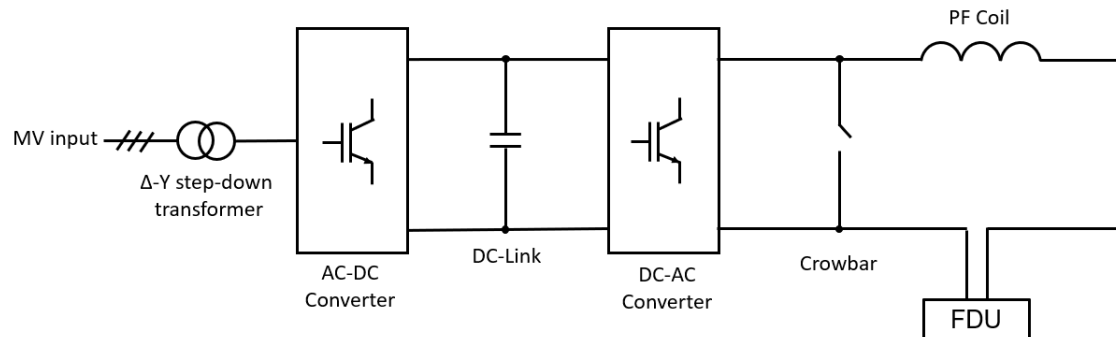 PF Coil
MV input
Δ-Y step-down
transformer
AC-DC
Converter
DC-Link
DC-AC
Converter
Crowbar
FDU